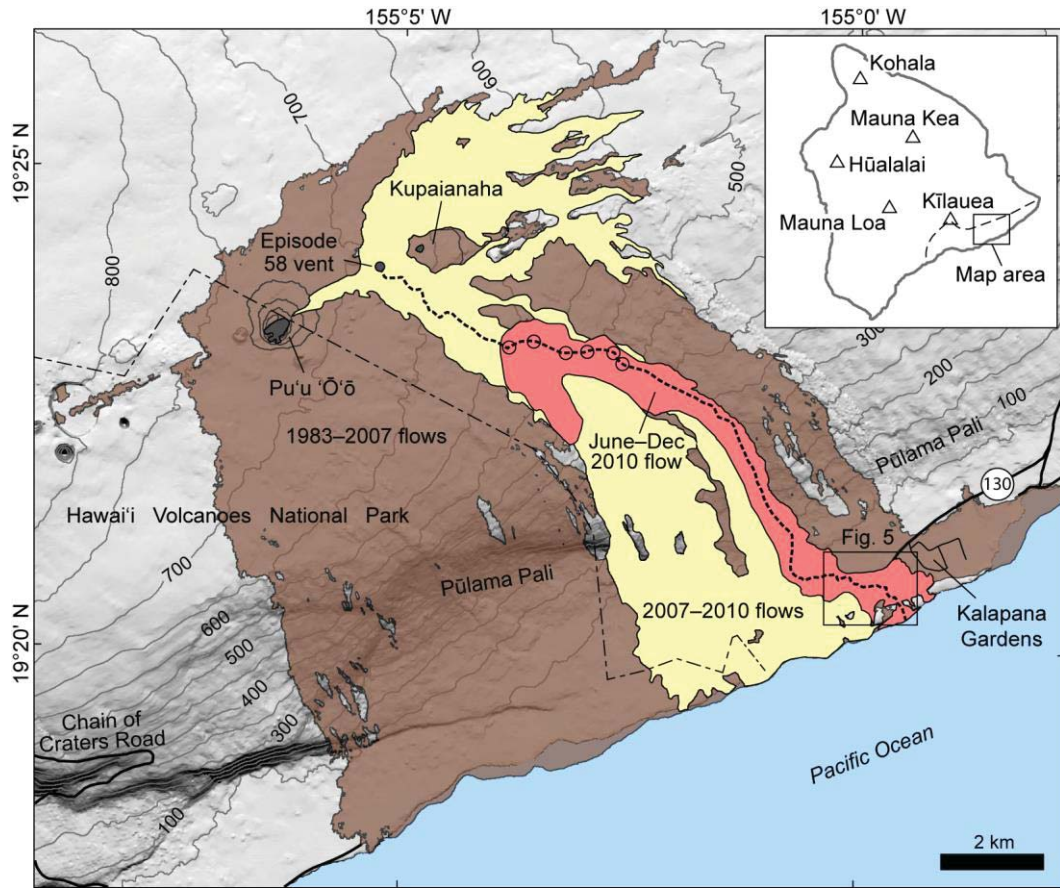 155°5' W
155°0' W
19°25' N
19°20' N
Kohala
Mauna Kea
Hūalalai
Kīlauea
Mauna Loa
Map area
600
700
500
800
Kupaianaha
Episode
58 vent
Pu‘u ‘Ō‘ō
1983–2007 flows
June–Dec
2010 flow
300
200
100
Pūlama Pali
130
Hawai‘i Volcanoes National Park
700
Pūlama Pali
Fig. 5
2007–2010 flows
Kalapana
Gardens
600
500
400
300
Chain of
Craters Road
100
Pacific Ocean
2 km